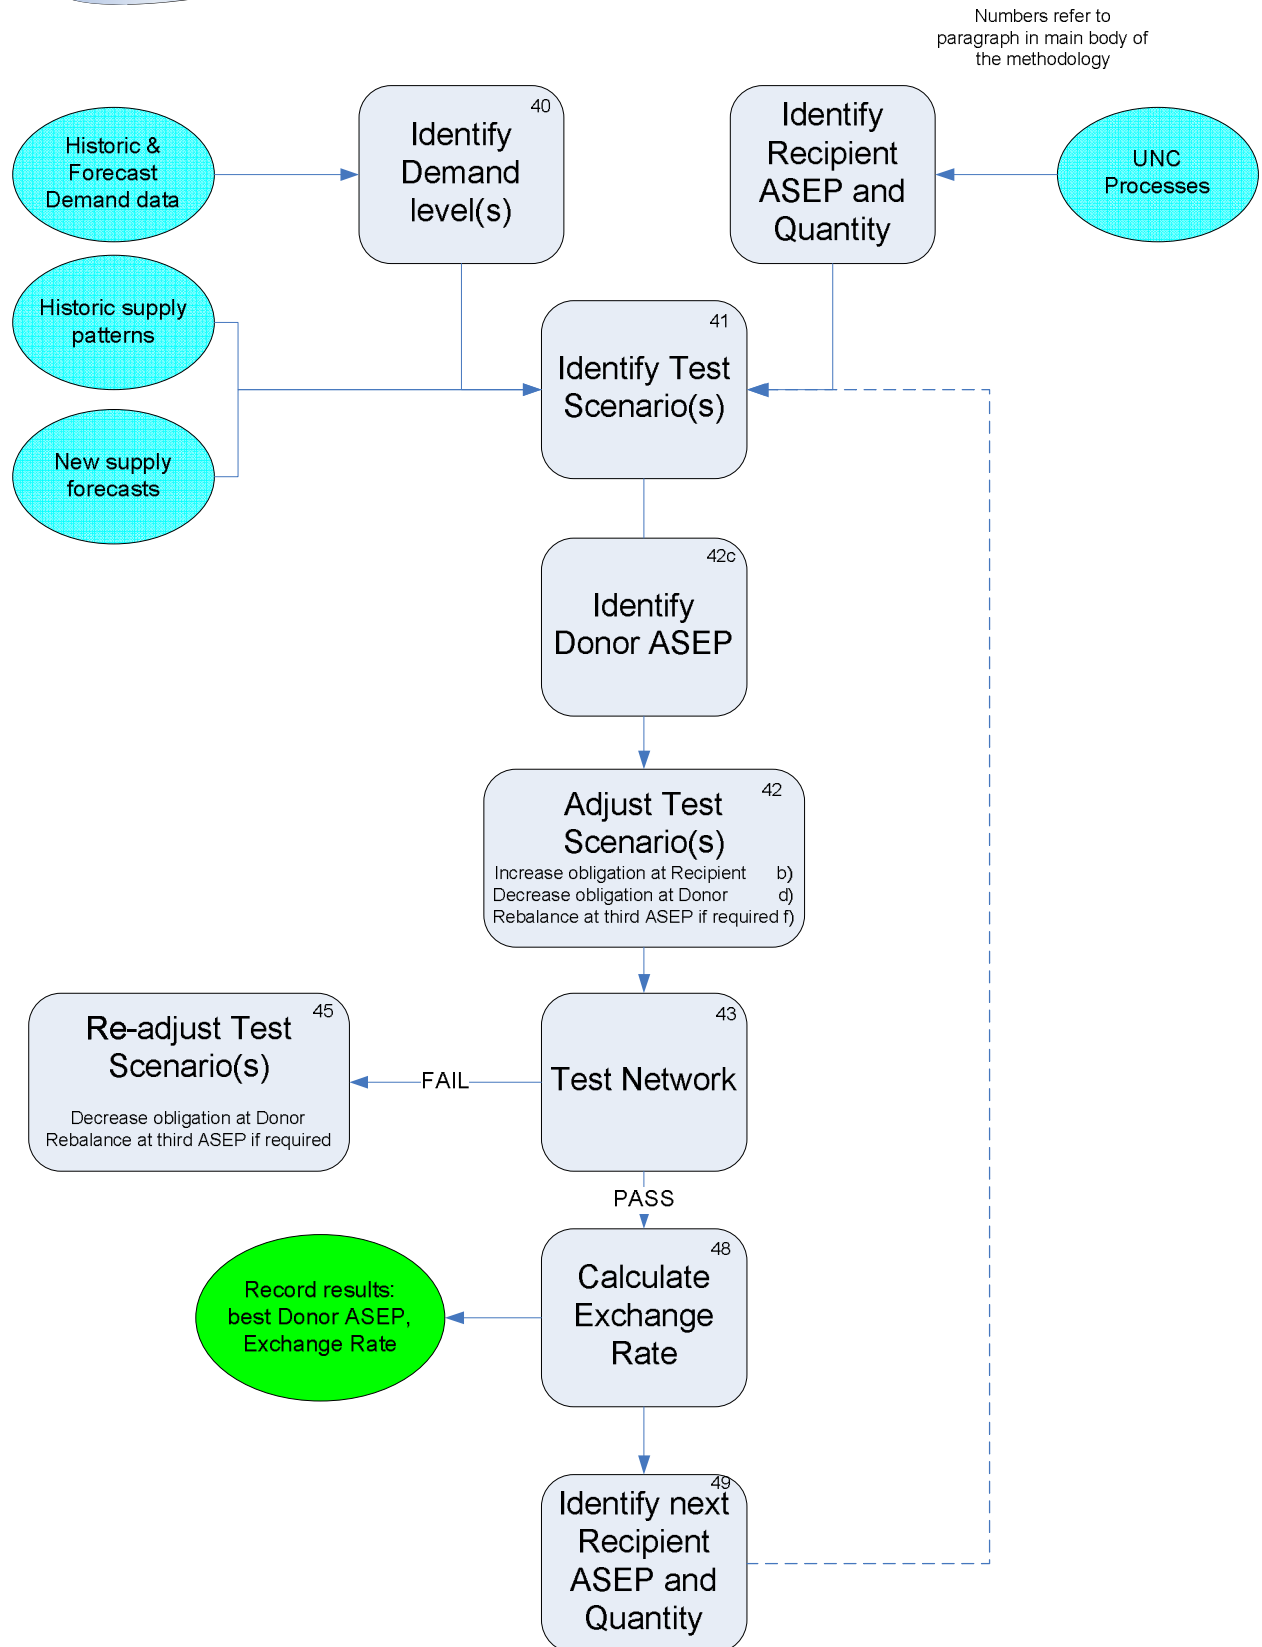 Numbers refer to
paragraph in main body of
the methodology
40
Identify
Demand
level(s)
Identify
Recipient
ASEP and
Quantity
Historic &
Forecast
Demand data
UNC
Processes
Historic supply
patterns
41
Identify Test
Scenario(s)
New supply
forecasts
42c
Identify
Donor ASEP
42
Adjust Test
Scenario(s)
Increase obligation at Recipient b)
Decrease obligation at Donor d)
Rebalance at third ASEP if required f)
45
Re-adjust Test
Scenario(s)
Decrease obligation at Donor
Rebalance at third ASEP if required
FAIL
43
Test Network
PASS
48
Calculate
Exchange
Rate
Record results:
best Donor ASEP,
Exchange Rate
49
Identify next
Recipient
ASEP and
Quantity